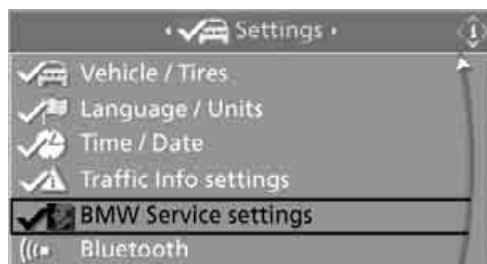 Settings
Vehicle / Tires
Language / Units
Time / Date
Traffic Info settings
BMW Service settings
Bluetooth